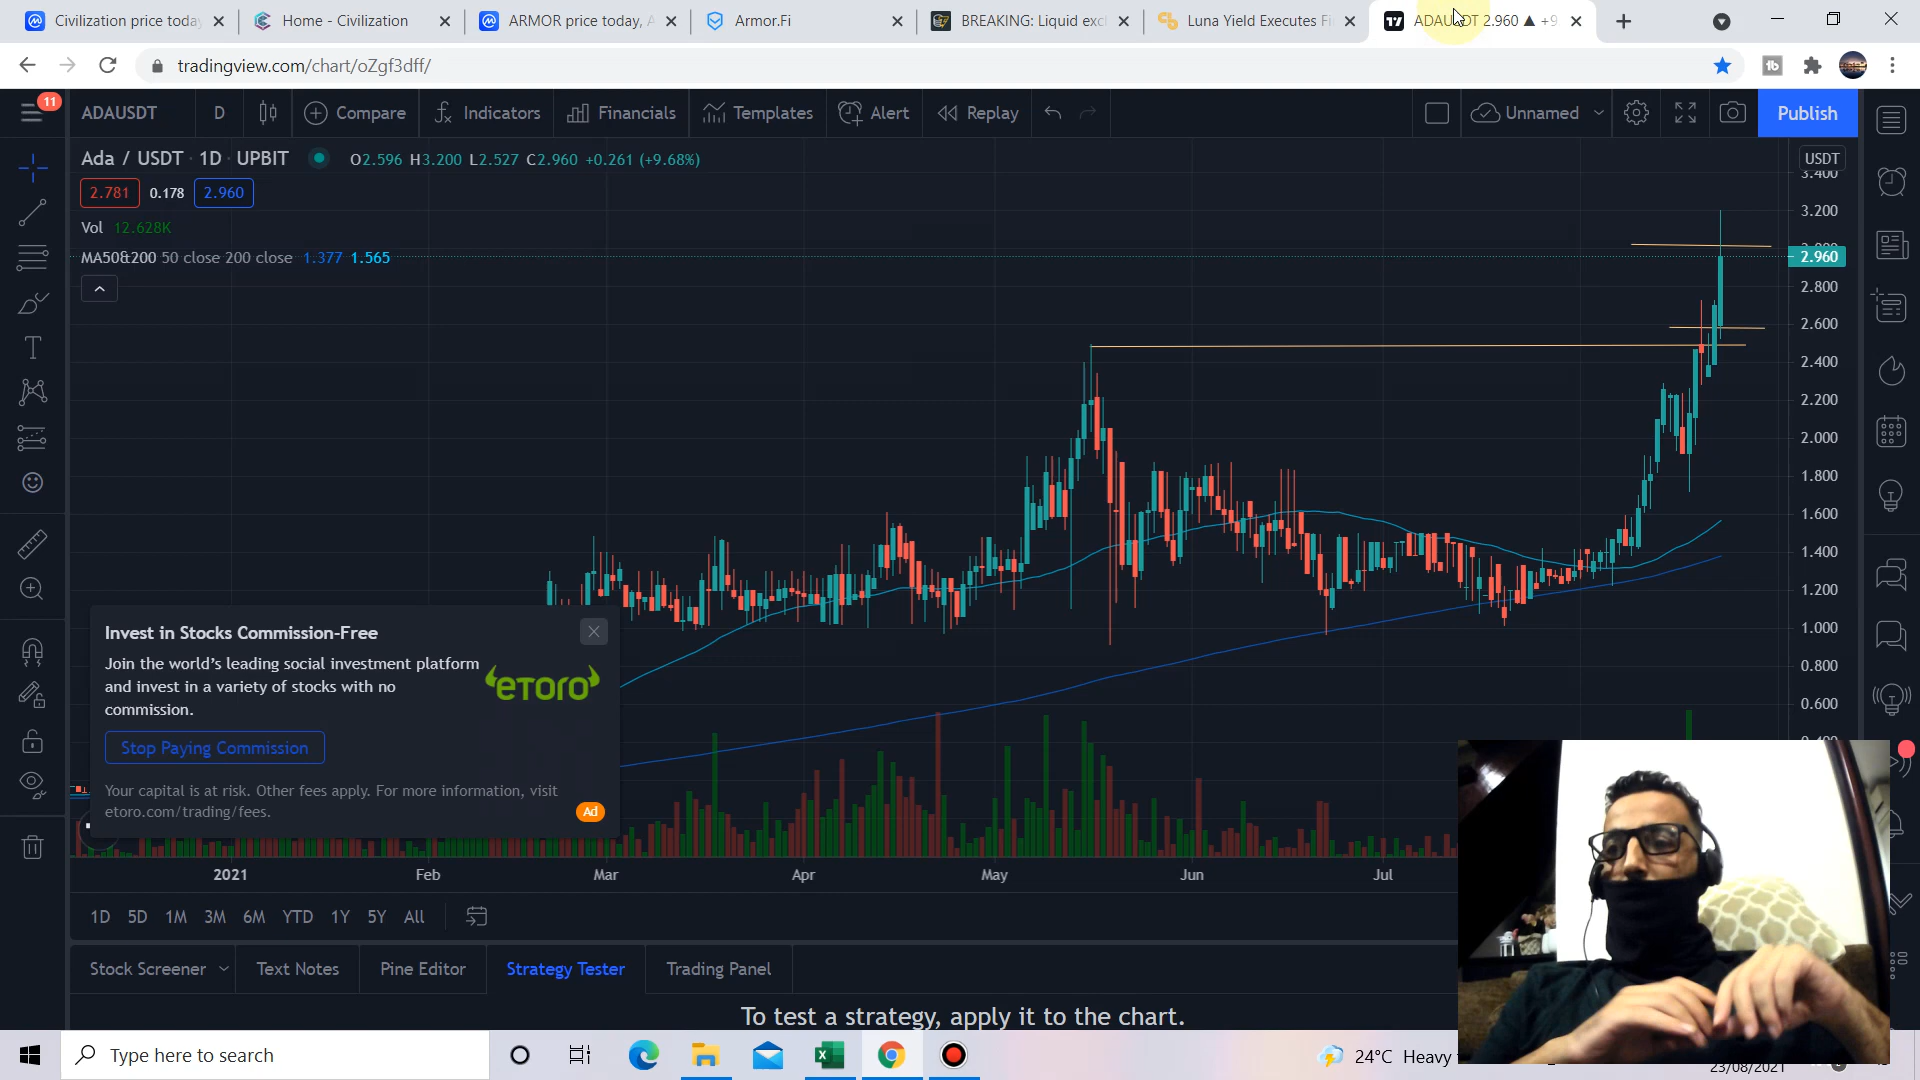 Civilization price today
Home - Civilization
ARMOR price today, A
Armor.Fi
BREAKING: Liquid exch
Luna Yield Executes Fi
ADAUSDT 2.960 ▲ +9
tradingview.com/chart/oZgf3dff/
11
ADAUSDT
D
Compare
Indicators
Financials
Templates
Alert
Replay
Unnamed
Publish
Ada / USDT · 1D · UPBIT
O2.596 H3.200 L2.527 C2.960 +0.261 (+9.68%)
USDT
2.781
0.178
2.960
Vol 12.628K
MA50&200 50 close 200 close 1.377 1.565
3.400
3.200
2.960
2.800
2.600
2.400
2.200
2.000
1.800
1.600
1.400
1.200
1.000
0.800
0.600
Invest in Stocks Commission-Free
Join the world's leading social investment platform
and invest in a variety of stocks with no
commission.
eToro
Stop Paying Commission
Your capital is at risk. Other fees apply. For more information, visit
etoro.com/trading/fees.
Ad
2021
Feb
Mar
Apr
May
Jun
Jul
1D 5D 1M 3M 6M YTD 1Y 5Y All
Stock Screener
Text Notes
Pine Editor
Strategy Tester
Trading Panel
To test a strategy, apply it to the chart.
Type here to search
24°C Heavy
23/08/2021